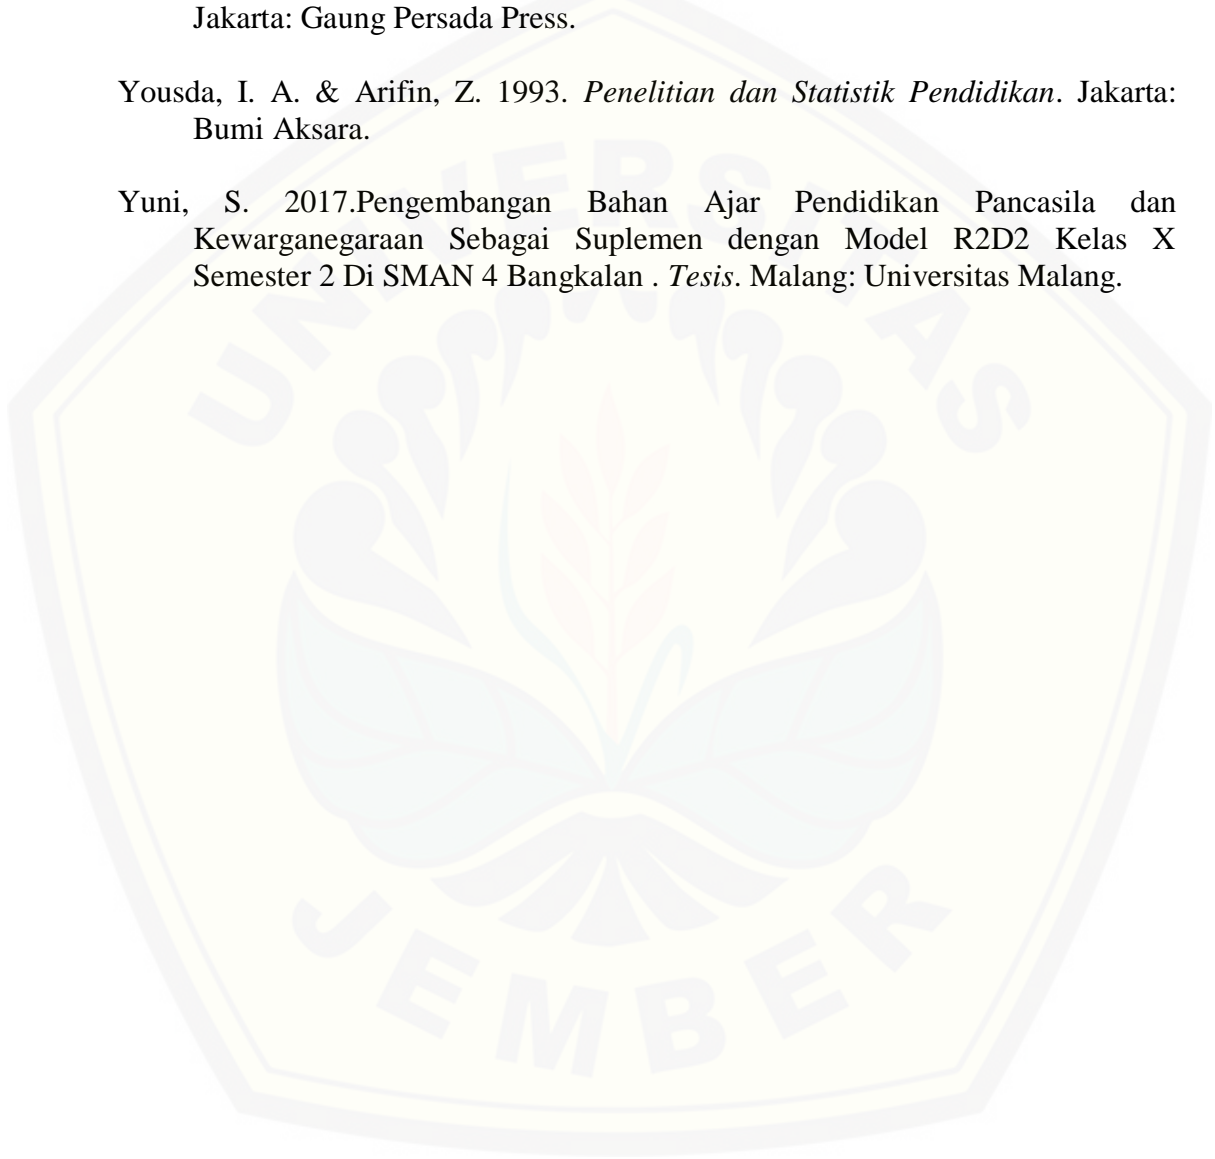 Jakarta: Gaung Persada Press.
Yousda, I. A. & Arifin, Z. 1993. Penelitian dan Statistik Pendidikan. Jakarta:
Bumi Aksara.
Yuni, S. 2017.Pengembangan Bahan Ajar Pendidikan Pancasila dan
Kewarganegaraan Sebagai Suplemen dengan Model R2D2 Kelas X
Semester 2 Di SMAN 4 Bangkalan . Tesis. Malang: Universitas Malang.
UNIVERSITAS
JEMBER